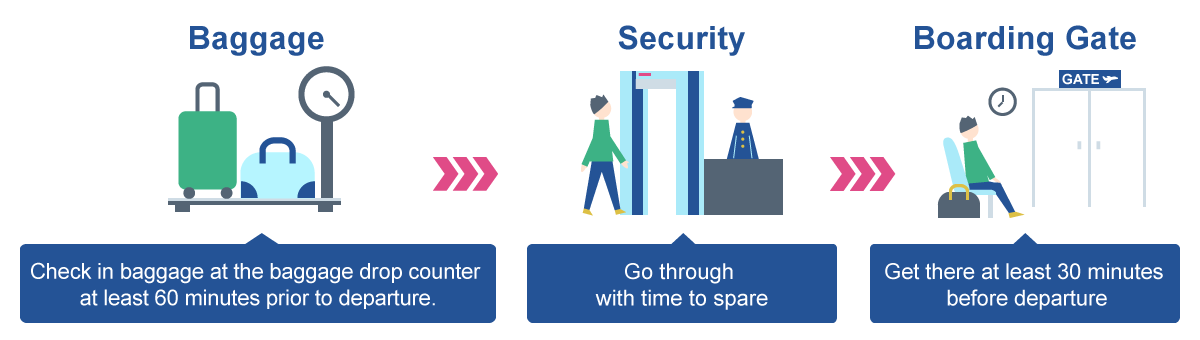 Baggage
Security
Boarding Gate
GATE
Check in baggage at the baggage drop counter
at least 60 minutes prior to departure.
Go through
with time to spare
Get there at least 30 minutes
before departure